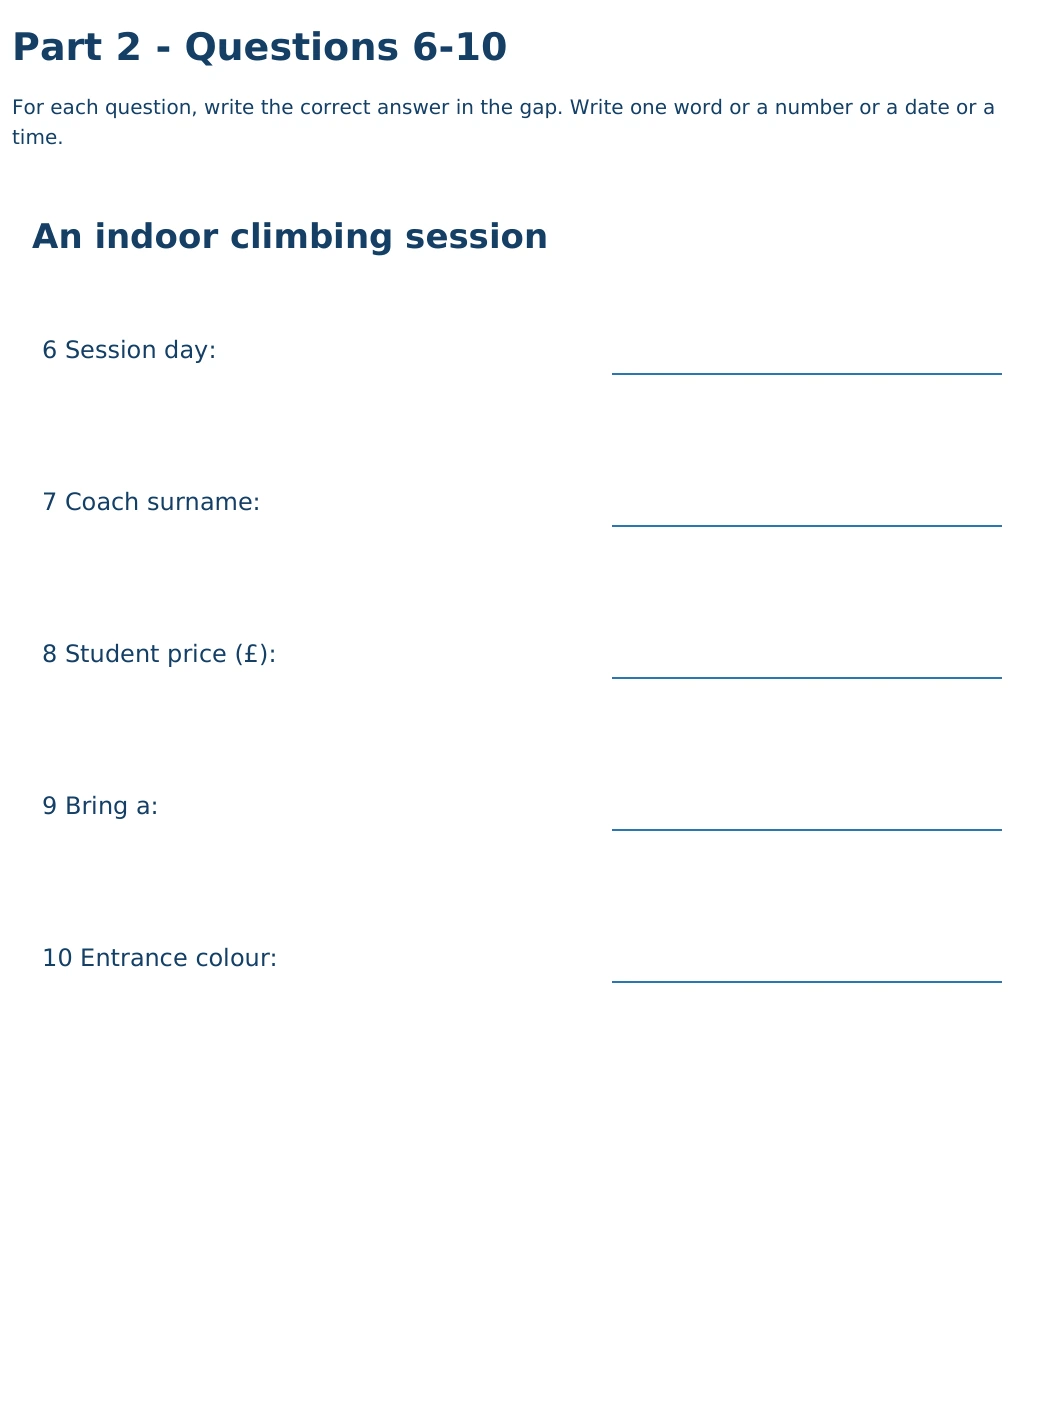 Part 2 - Questions 6-10
For each question, write the correct answer in the gap. Write one word or a number or a date or a
time.
An indoor climbing session
6 Session day:
7 Coach surname:
8 Student price (£):
9 Bring a:
10 Entrance colour: